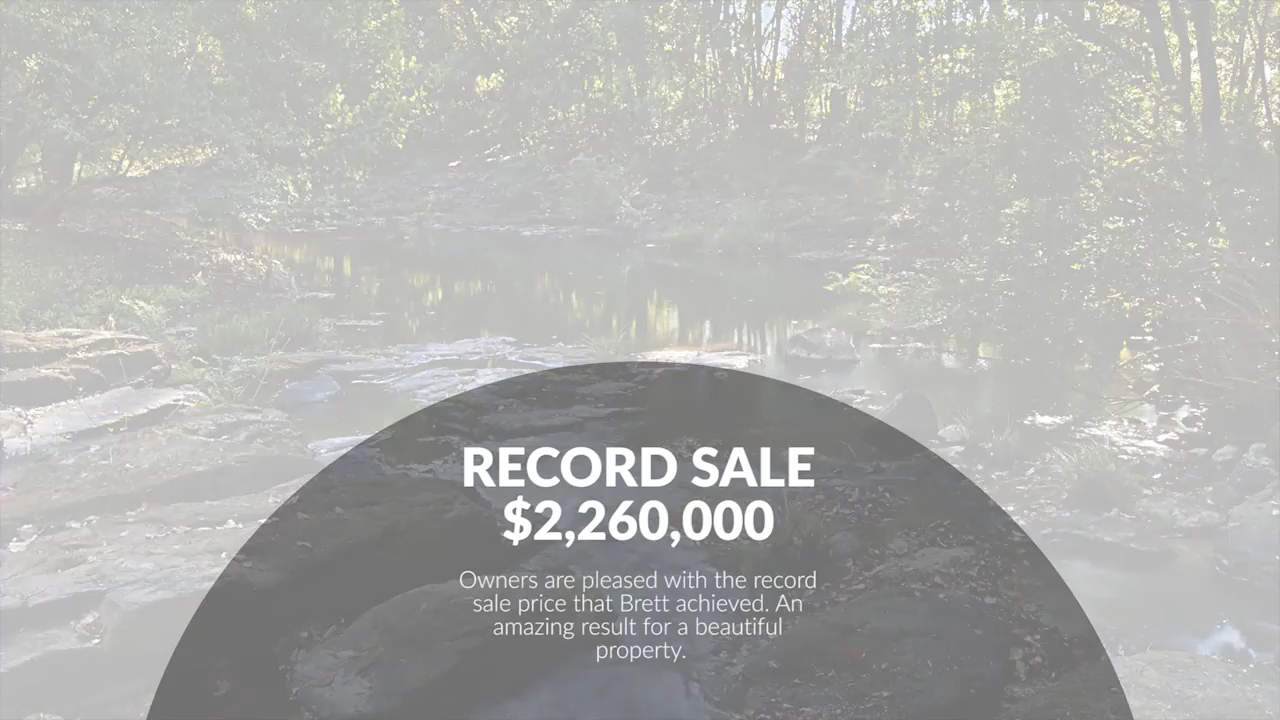 RECORD SALE
$2,260,000
Owners are pleased with the record
sale price that Brett achieved. An
amazing result for a beautiful
property.